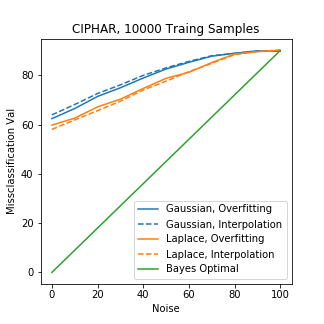 CIPHAR, 10000 Traing Samples
Missclassification Val
80
60
40
20
0
Gaussian, Overfitting
Gaussian, Interpolation
Laplace, Overfitting
Laplace, Interpolation
Bayes Optimal
0
20
40
60
80
100
Noise